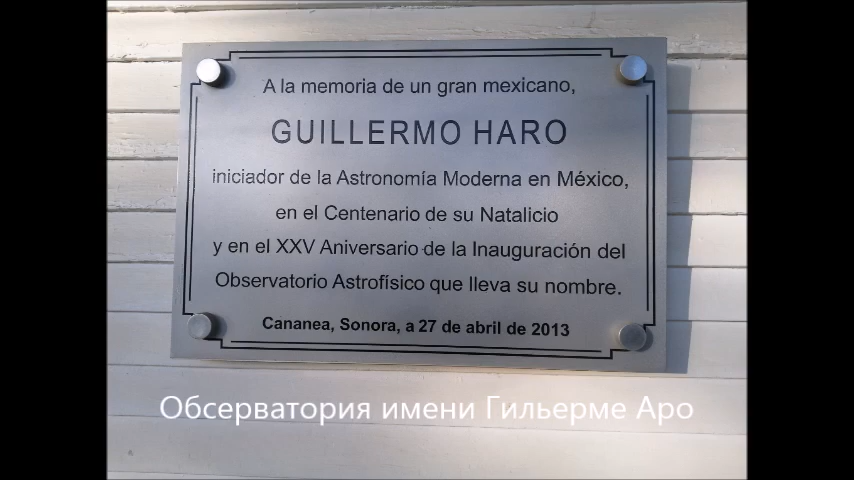 A la memoria de un gran mexicano,
GUILLERMO HARO
iniciador de la Astronomía Moderna en México,
en el Centenario de su Natalicio
y en el XXV Aniversario de la Inauguración del
Observatorio Astrofísico que lleva su nombre.
Cananea, Sonora, a 27 de abril de 2013
Обсерватория имени Гильерме Аро